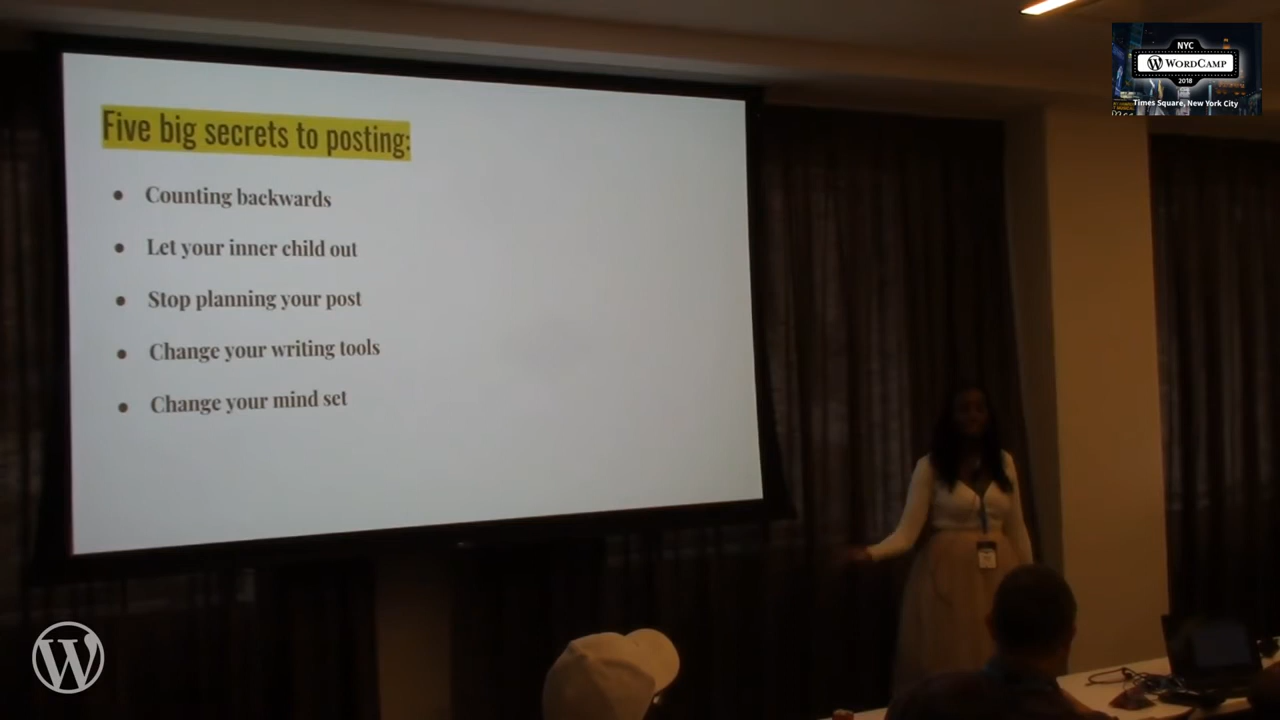 Five big secrets to posting:
Counting backwards
Let your inner child out
Stop planning your post
Change your writing tools
Change your mind set
NYC
WORDCAMP
2018
Times Square, New York City